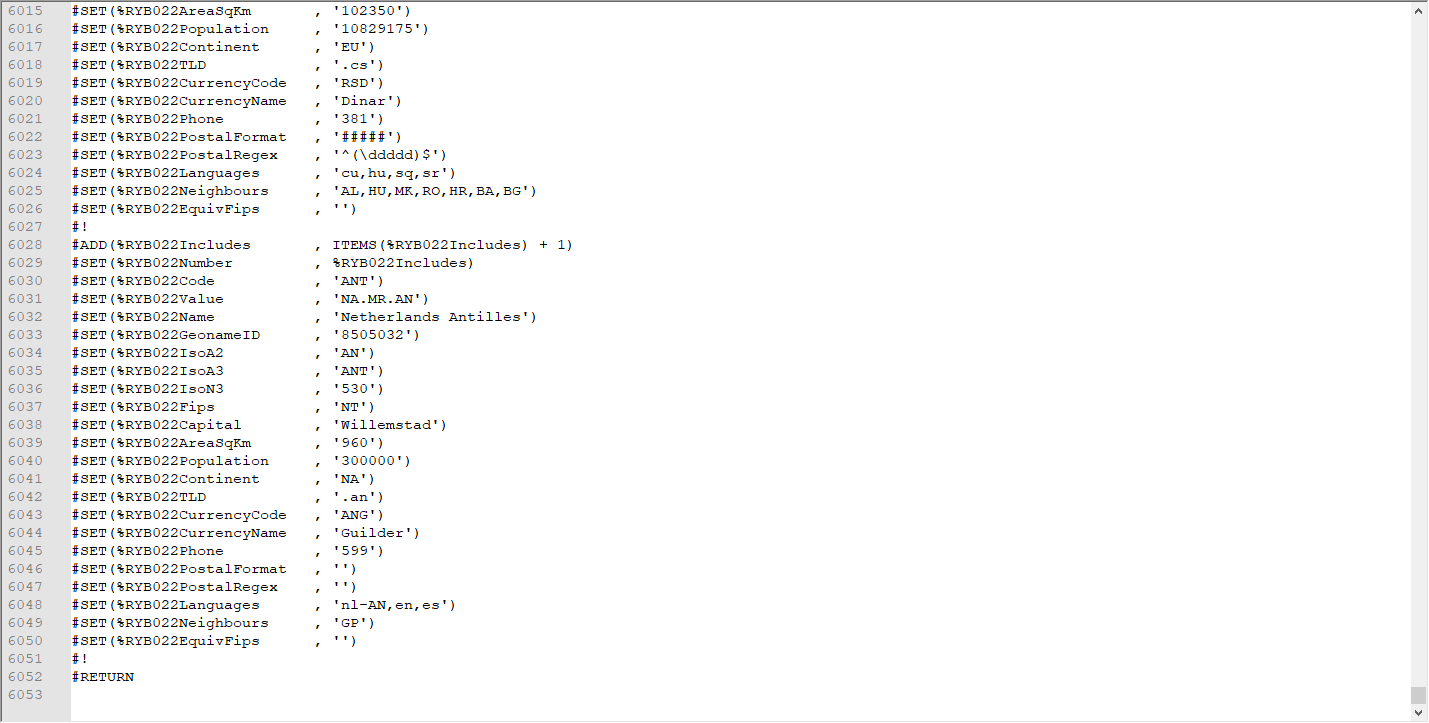 6015 #SET(%RYB022AreaSqKm , '102350')
6016 #SET(%RYB022Population , '10829175')
6017 #SET(%RYB022Continent , 'EU')
6018 #SET(%RYB022TLD , '.cs')
6019 #SET(%RYB022CurrencyCode , 'RSD')
6020 #SET(%RYB022CurrencyName , 'Dinar')
6021 #SET(%RYB022Phone , '381')
6022 #SET(%RYB022PostalFormat , '#####')
6023 #SET(%RYB022PostalRegex , '^(\ddddd)$')
6024 #SET(%RYB022Languages , 'cu,hu,sq,sr')
6025 #SET(%RYB022Neighbours , 'AL,HU,MK,RO,HR,BA,BG')
6026 #SET(%RYB022EquivFips , '')
6027 #!
6028 #ADD(%RYB022Includes , ITEMS(%RYB022Includes) + 1)
6029 #SET(%RYB022Number , %RYB022Includes)
6030 #SET(%RYB022Code , 'ANT')
6031 #SET(%RYB022Value , 'NA.MR.AN')
6032 #SET(%RYB022Name , 'Netherlands Antilles')
6033 #SET(%RYB022GeonameID , '8505032')
6034 #SET(%RYB022IsoA2 , 'AN')
6035 #SET(%RYB022IsoA3 , 'ANT')
6036 #SET(%RYB022IsoN3 , '530')
6037 #SET(%RYB022Fips , 'NT')
6038 #SET(%RYB022Capital , 'Willemstad')
6039 #SET(%RYB022AreaSqKm , '960')
6040 #SET(%RYB022Population , '300000')
6041 #SET(%RYB022Continent , 'NA')
6042 #SET(%RYB022TLD , '.an')
6043 #SET(%RYB022CurrencyCode , 'ANG')
6044 #SET(%RYB022CurrencyName , 'Guilder')
6045 #SET(%RYB022Phone , '599')
6046 #SET(%RYB022PostalFormat , '')
6047 #SET(%RYB022PostalRegex , '')
6048 #SET(%RYB022Languages , 'nl-AN,en,es')
6049 #SET(%RYB022Neighbours , 'GP')
6050 #SET(%RYB022EquivFips , '')
6051 #!
6052 #RETURN
6053